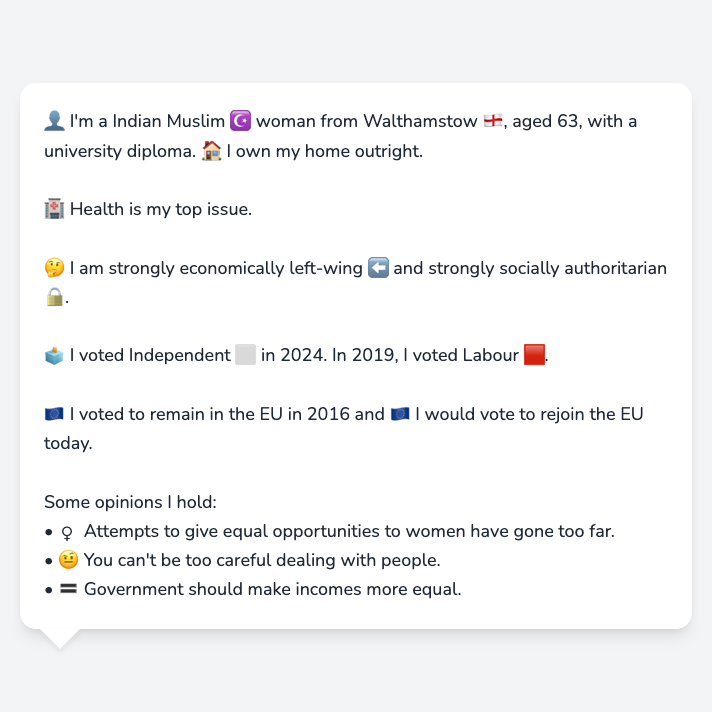 👤 I'm a Indian Muslim ☪️ woman from Walthamstow 🏴󠁧󠁢󠁥󠁮󠁧󠁿, aged 63, with a
university diploma. 🏠 I own my home outright.
🏥 Health is my top issue.
🤔 I am strongly economically left-wing ⬅️ and strongly socially authoritarian
🔒.
🗳️ I voted Independent ⬜ in 2024. In 2019, I voted Labour 🟥.
🇪🇺 I voted to remain in the EU in 2016 and 🇪🇺 I would vote to rejoin the EU
today.
Some opinions I hold:
• ♀ Attempts to give equal opportunities to women have gone too far.
• 🤨 You can't be too careful dealing with people.
• 🟰 Government should make incomes more equal.